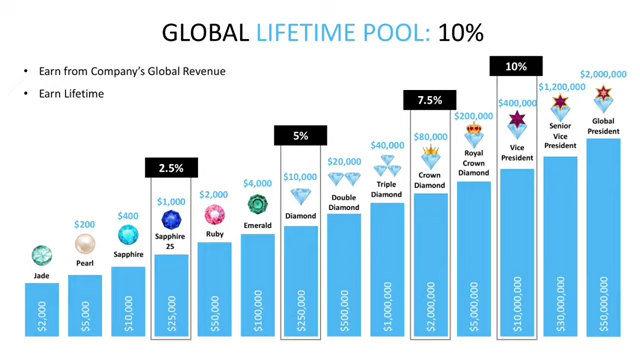 GLOBAL LIFETIME POOL: 10%
• Earn from Company's Global Revenue
• Earn Lifetime
2.5%
5%
7.5%
10%
Jade
$2,000
$200
Pearl
$5,000
$400
Sapphire
$10,000
$1,000
Sapphire
25
$25,000
$2,000
Ruby
$50,000
$4,000
Emerald
$100,000
$10,000
Diamond
$250,000
$20,000
Double
Diamond
$500,000
$40,000
Triple
Diamond
$1,000,000
$80,000
Crown
Diamond
$2,000,000
$200,000
Royal
Crown
Diamond
$5,000,000
$400,000
Vice
President
$10,000,000
$1,200,000
Senior
Vice
President
$30,000,000
$2,000,000
Global
President
$50,000,000